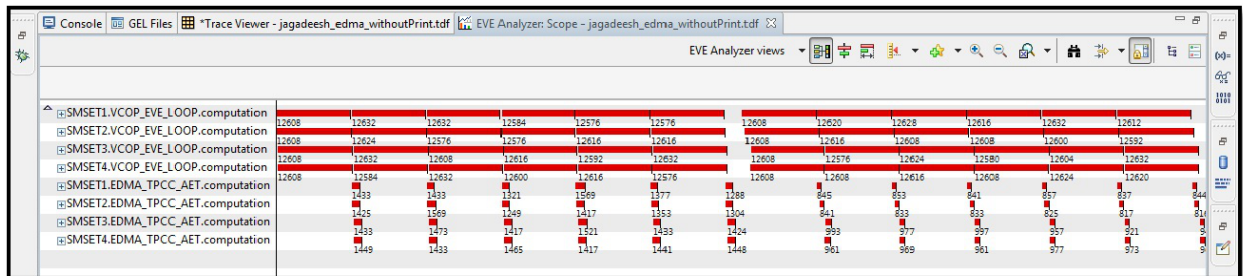 Console GEL Files *Trace Viewer - jagadeesh_edma_withoutPrint.tdf EVE Analyzer: Scope - jagadeesh_edma_withoutPrint.tdf
EVE Analyzer views
SMSET1.VCOP_EVE_LOOP.computation
12608 12632 12632 12584 12576 12576 12608 12620 12628 12616 12632 12612
SMSET2.VCOP_EVE_LOOP.computation
12608 12624 12576 12576 12616 12616 12608 12616 12608 12608 12600 12592
SMSET3.VCOP_EVE_LOOP.computation
12608 12632 12608 12616 12592 12632 12608 12576 12624 12580 12604 12632
SMSET4.VCOP_EVE_LOOP.computation
12608 12584 12632 12600 12616 12576 12608 12608 12616 12608 12624 12620
SMSET1.EDMA_TPCC_AET.computation
1433 1433 1321 1569 1377 1288 845 853 841 857 837 844
SMSET2.EDMA_TPCC_AET.computation
1425 1569 1249 1417 1353 1304 841 833 833 825 817 816
SMSET3.EDMA_TPCC_AET.computation
1433 1473 1417 1521 1433 1424 993 977 997 957 921 9
SMSET4.EDMA_TPCC_AET.computation
1449 1433 1465 1417 1441 1448 961 969 961 977 973 9
(x)=
1010
0101